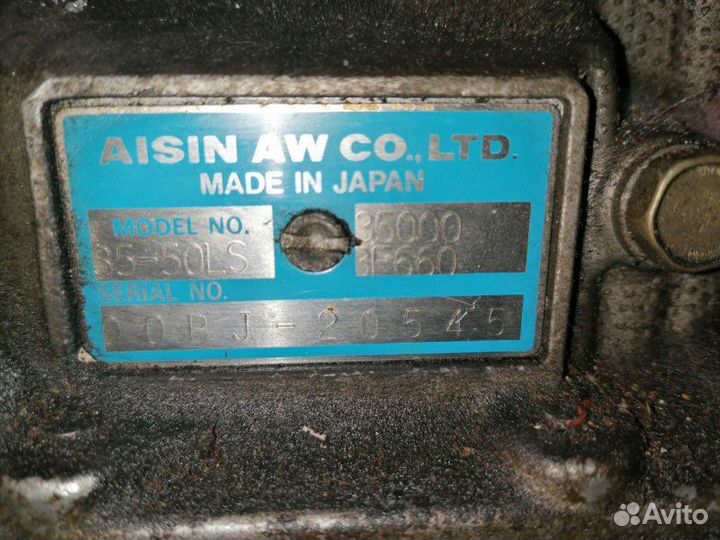 AISIN AW CO., LTD.
MADE IN JAPAN
MODEL NO.
35-50LS
35000
3F660
SERIAL NO.
00PJ-20545
Avito